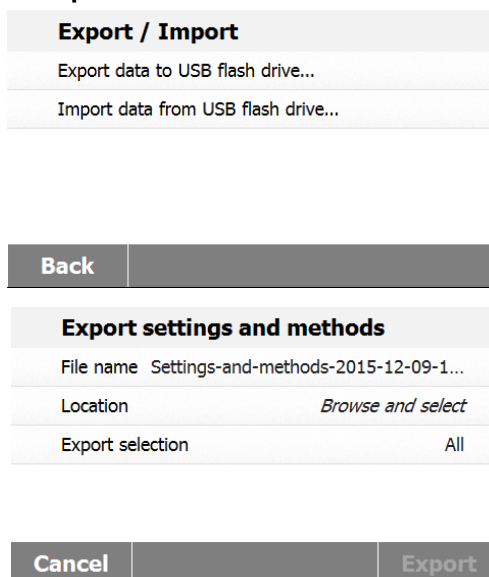 Export / Import
Export data to USB flash drive...
Import data from USB flash drive...
Back
Export settings and methods
File name Settings-and-methods-2015-12-09-1...
Location Browse and select
Export selection All
Cancel Export